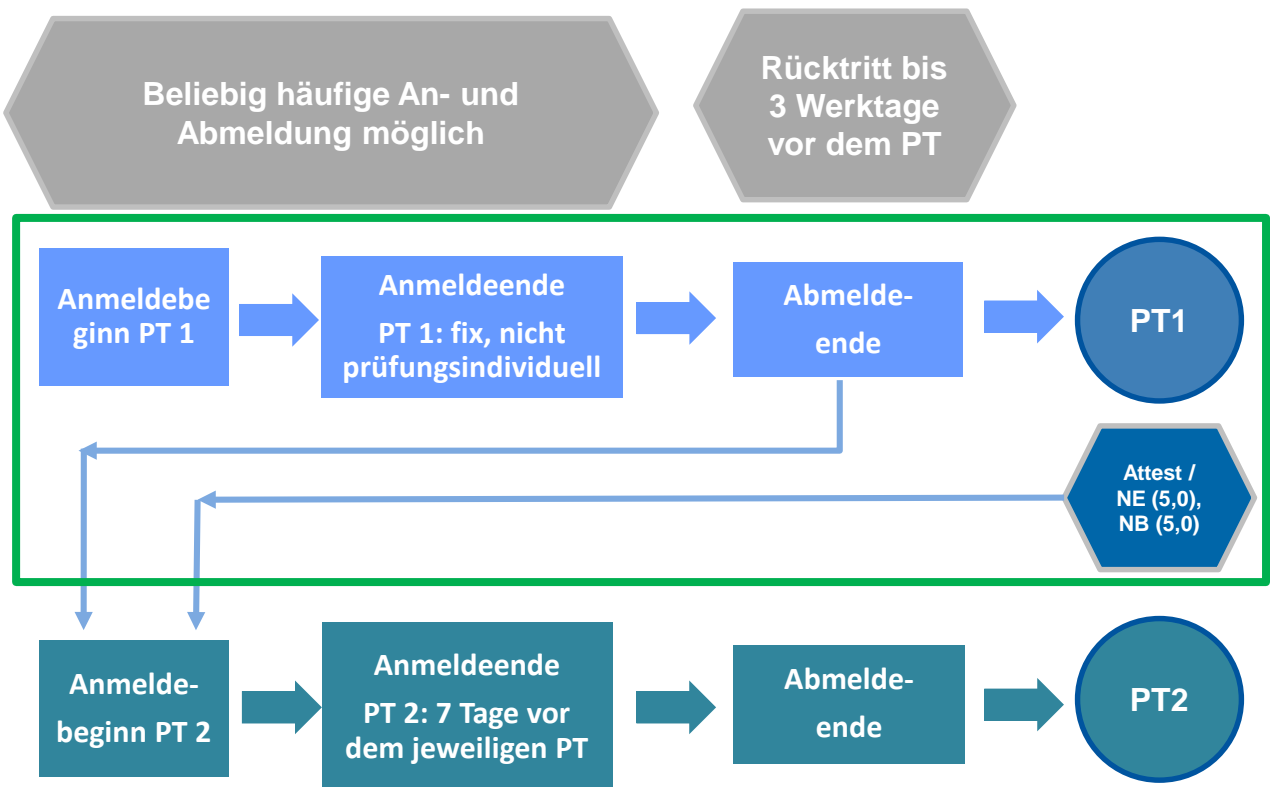 Beliebig häufige An- und
Abmeldung möglich
Rücktritt bis
3 Werktage
vor dem PT
Anmeldebe
ginn PT 1
Anmeldeende
PT 1: fix, nicht
prüfungsindividuell
Abmelde-
ende
PT1
Attest /
NE (5,0),
NB (5,0)
Anmelde-
beginn PT 2
Anmeldeende
PT 2: 7 Tage vor
dem jeweiligen PT
Abmelde-
ende
PT2